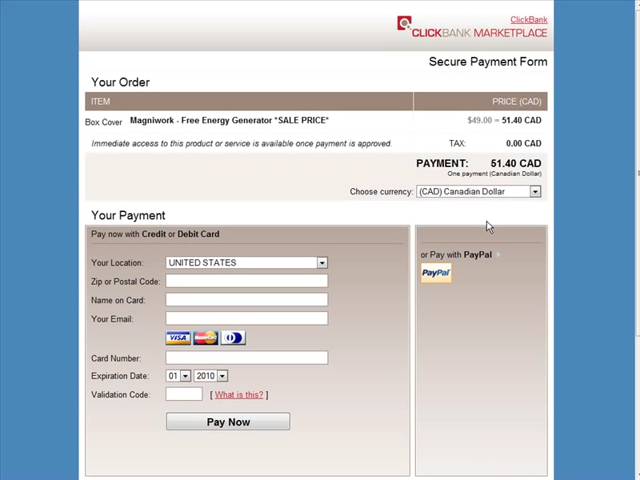 ClickBank
CLICKBANK MARKETPLACE
Secure Payment Form
Your Order
ITEM PRICE (CAD)
Box Cover Magniwork - Free Energy Generator *SALE PRICE* $49.00 = 51.40 CAD
Immediate access to this product or service is available once payment is approved. TAX: 0.00 CAD
PAYMENT: 51.40 CAD
One payment (Canadian Dollar)
Choose currency: (CAD) Canadian Dollar
Your Payment
Pay now with Credit or Debit Card
or Pay with PayPal
PayPal
Your Location: UNITED STATES
Zip or Postal Code:
Name on Card:
Your Email:
VISA MasterCard
Card Number:
Expiration Date: 01 2010
Validation Code: [ What is this? ]
Pay Now